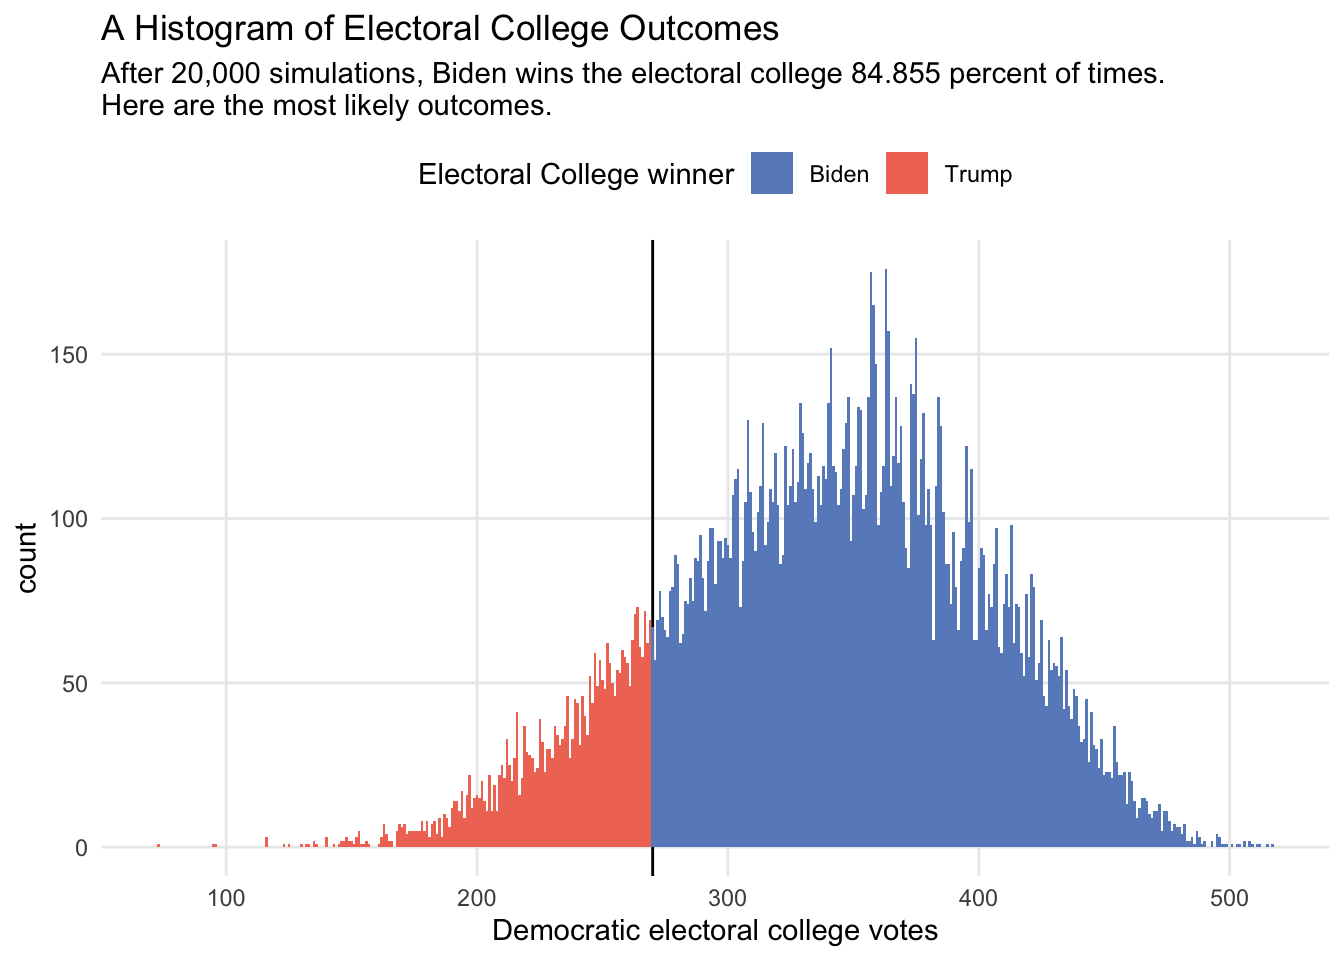 A Histogram of Electoral College Outcomes
After 20,000 simulations, Biden wins the electoral college 84.855 percent of times.
Here are the most likely outcomes.
Electoral College winner Biden Trump
150
100
50
0
count
100 200 300 400 500
Democratic electoral college votes